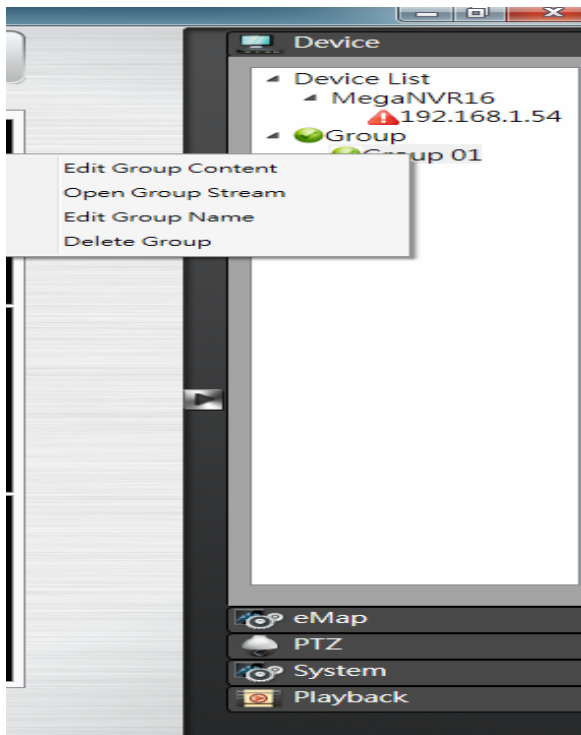 Device
Device List
MegaNVR16
192.168.1.54
Group
Group 01
Edit Group Content
Open Group Stream
Edit Group Name
Delete Group
eMap
PTZ
System
Playback